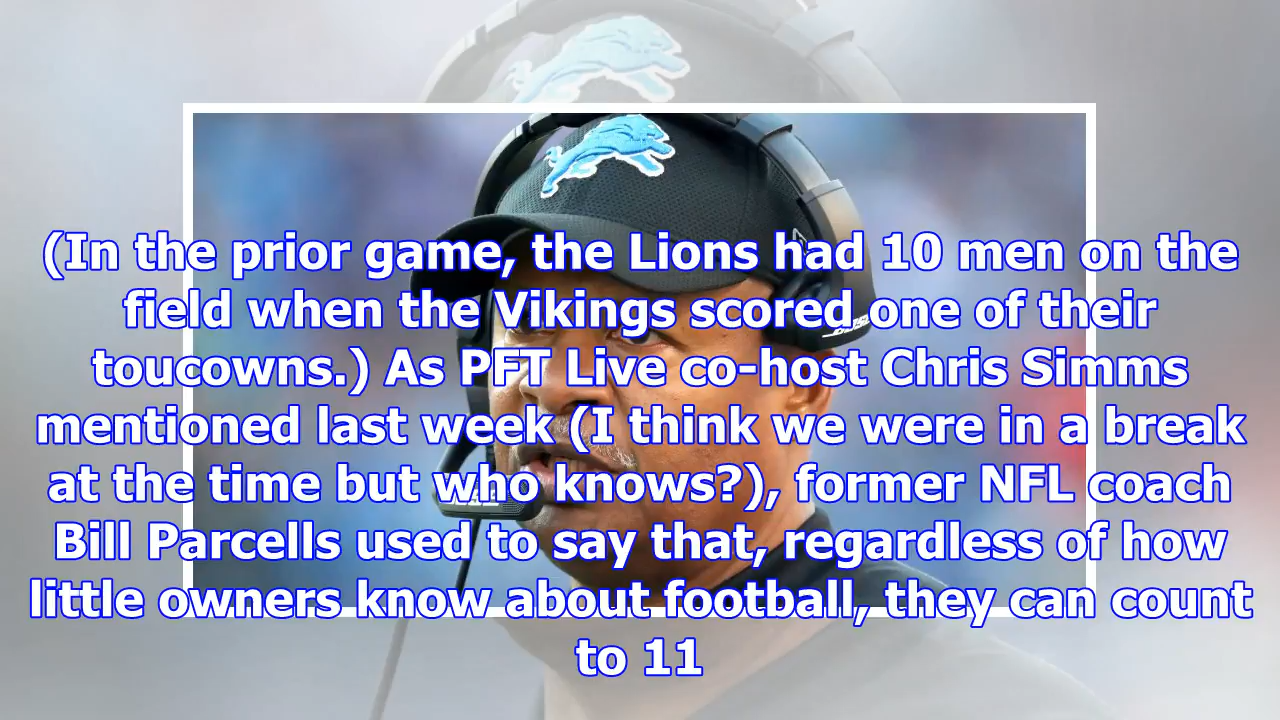 (In the prior game, the Lions had 10 men on the
field when the Vikings scored one of their
toucowns.) As PFT Live co-host Chris Simms
mentioned last week (I think we were in a break
at the time but who knows?), former NFL coach
Bill Parcells used to say that, regardless of how
little owners know about football, they can count
to 11